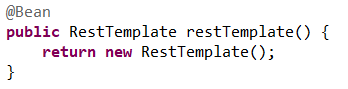 @Bean
public RestTemplate restTemplate() {
    return new RestTemplate();
}